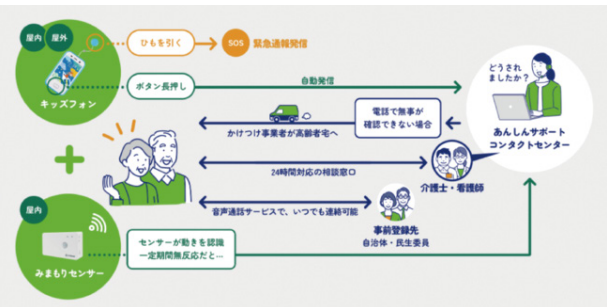 屋内
屋外
ひもを引く
SOS
緊急通報発信
ボタン長押し
自動発信
キッズフォン
どうされ
ましたか？
電話で無事が
確認できない場合
かけつけ事業者が高齢者宅へ
あんしんサポート
コンタクトセンター
24時間対応の相談窓口
介護士・看護師
屋内
音声通話サービスで、いつでも連絡可能
事前登録先
自治体・民生委員
センサーが動きを認識
一定期間無反応だと…
みまもりセンサー